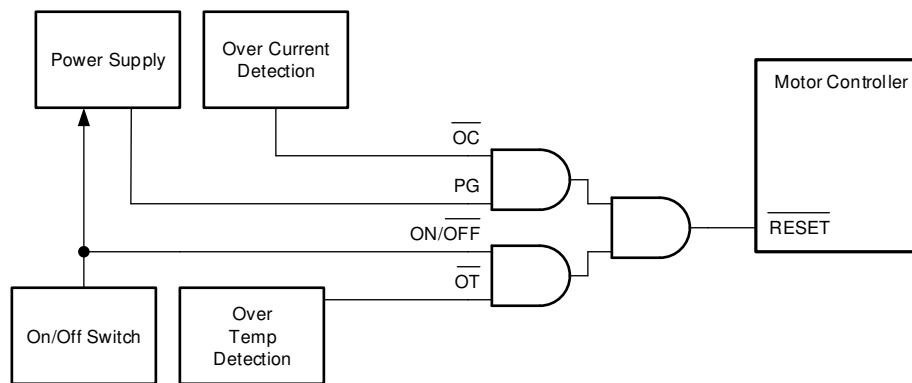 Power Supply
Over Current
Detection
Motor Controller
OC
PG
ON/OFF
OT
RESET
On/Off Switch
Over
Temp
Detection